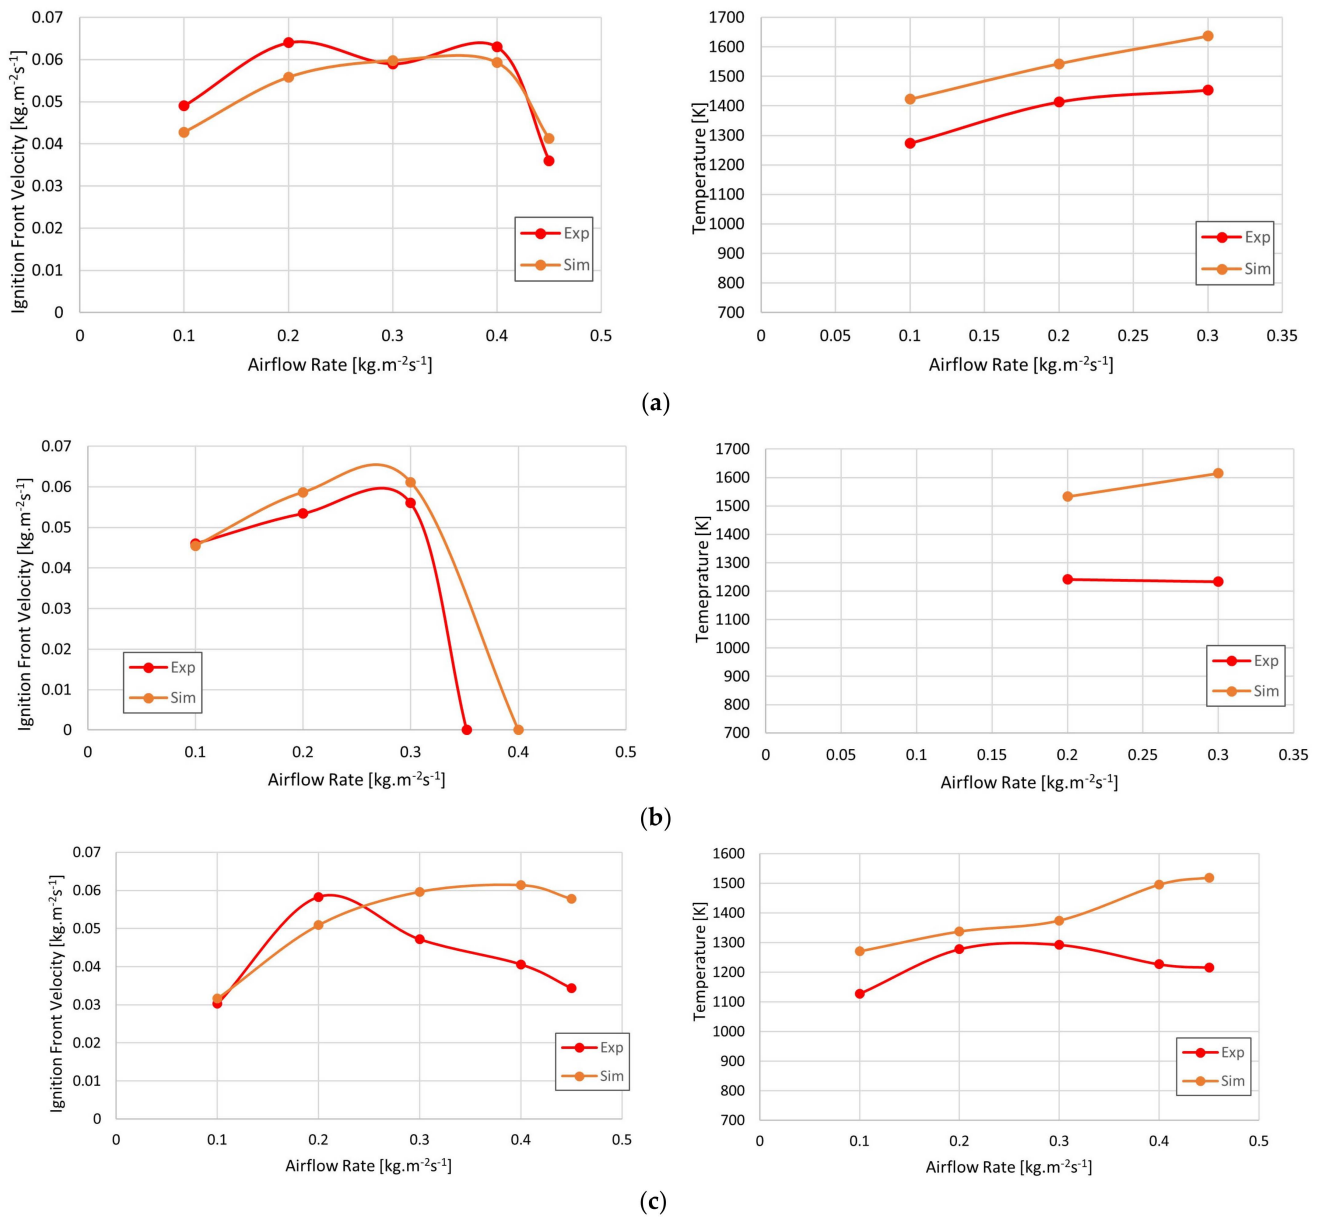 Ignition Front Velocity [kg.m-2s-1]
0.07
0.06
0.05
0.04
0.03
0.02
0.01
0
0 0.1 0.2 0.3 0.4 0.5
Airflow Rate [kg.m-2s-1]
Exp
Sim
Temperature [K]
1700
1600
1500
1400
1300
1200
1100
1000
900
800
700
0 0.05 0.1 0.15 0.2 0.25 0.3 0.35
Airflow Rate [kg.m-2s-1]
Exp
Sim
(a)
Ignition Front Velocity [kg.m-2s-1]
0.07
0.06
0.05
0.04
0.03
0.02
0.01
0
0 0.1 0.2 0.3 0.4 0.5
Airflow Rate [kg.m-2s-1]
Exp
Sim
Temeprature [K]
1700
1600
1500
1400
1300
1200
1100
1000
900
800
700
0 0.05 0.1 0.15 0.2 0.25 0.3 0.35
Airflow Rate [kg.m-2s-1]
Exp
Sim
(b)
Ignition Front Velocity [kg.m-2s-1]
0.07
0.06
0.05
0.04
0.03
0.02
0.01
0
0 0.1 0.2 0.3 0.4 0.5
Airflow Rate [kg.m-2s-1]
Exp
Sim
Temperature [K]
1600
1500
1400
1300
1200
1100
1000
900
800
700
0 0.1 0.2 0.3 0.4 0.5
Airflow Rate [kg.m-2s-1]
Exp
Sim
(c)